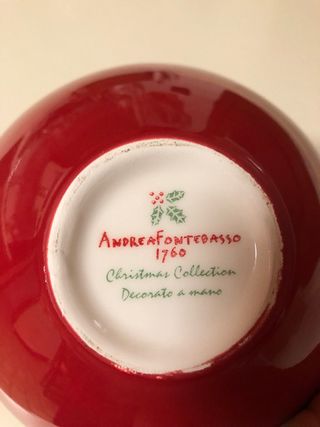 AndreaFontebasso
1760
Christmas Collection
Decorato a mano